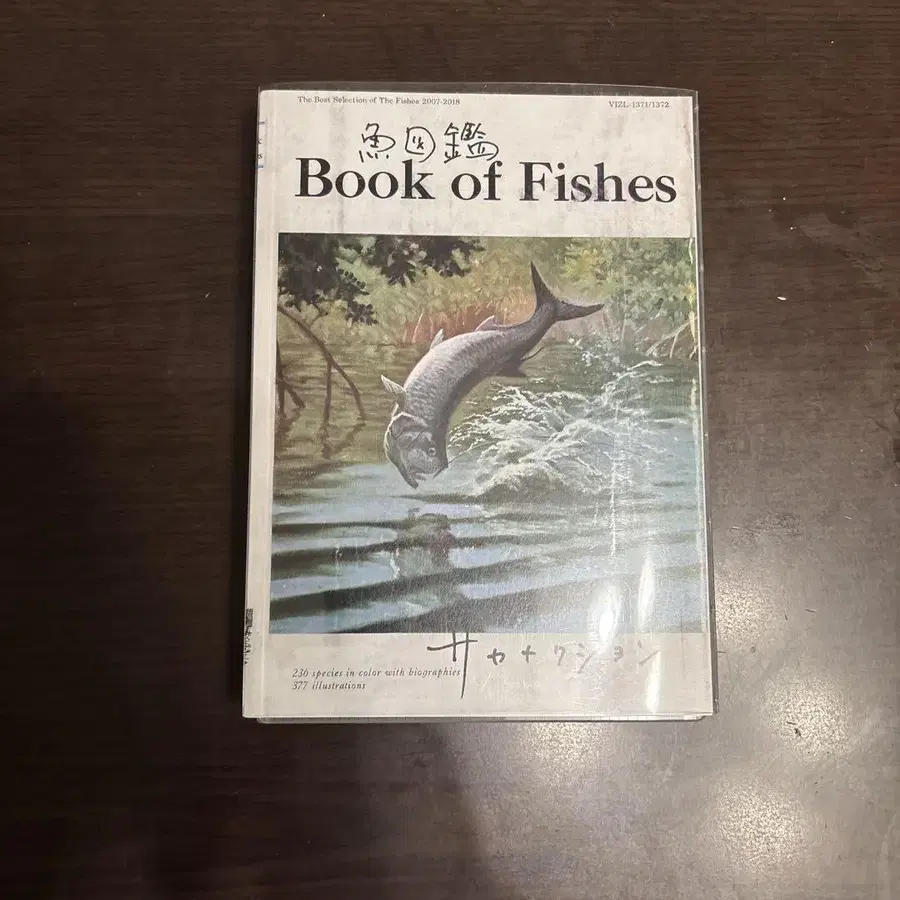 The Best Selection of The Fishes 2007-2018
VIZL-1371/1372
魚図鑑
Book of Fishes
サカナクション
236 species in color with biographies
377 illustrations